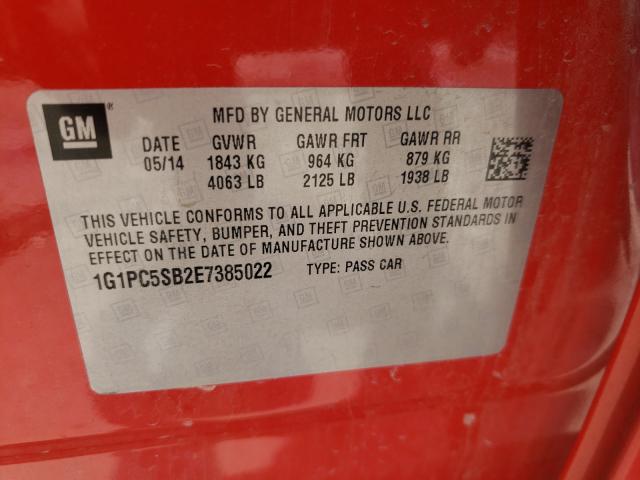 GM ®
MFD BY GENERAL MOTORS LLC
DATE GVWR GAWR FRT GAWR RR
05/14 1843 KG 964 KG 879 KG
4063 LB 2125 LB 1938 LB
THIS VEHICLE CONFORMS TO ALL APPLICABLE U.S. FEDERAL MOTOR
VEHICLE SAFETY, BUMPER, AND THEFT PREVENTION STANDARDS IN
EFFECT ON THE DATE OF MANUFACTURE SHOWN ABOVE.
1G1PC5SB2E7385022 TYPE: PASS CAR